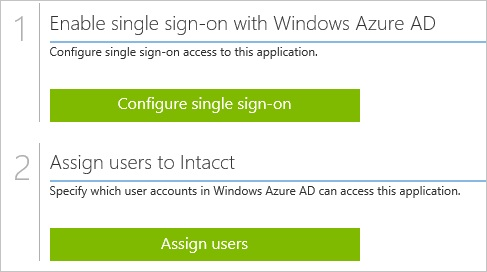 1
Enable single sign-on with Windows Azure AD
Configure single sign-on access to this application.
Configure single sign-on
2
Assign users to Intacct
Specify which user accounts in Windows Azure AD can access this application.
Assign users